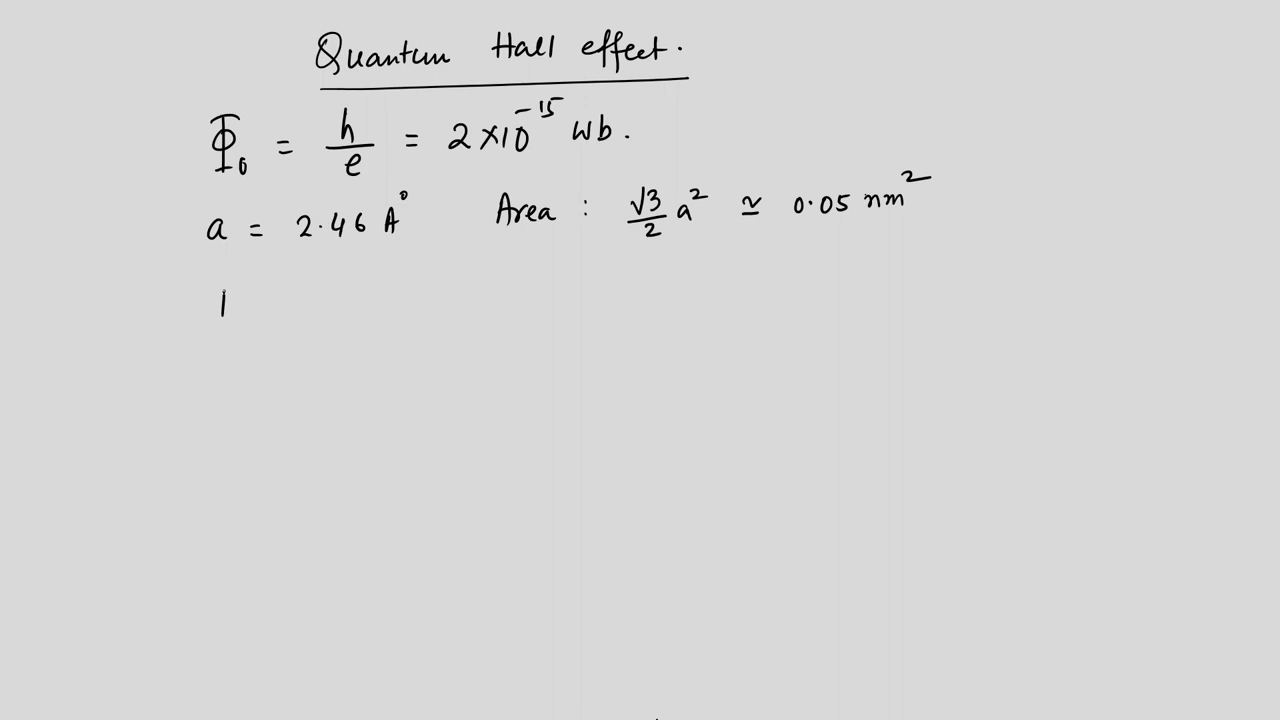 Quantum Hall effect.
Φ₀ = h/e = 2 × 10⁻¹⁵ Wb.
a = 2.46 A° Area : √3/2 a² ≃ 0.05 nm²
|